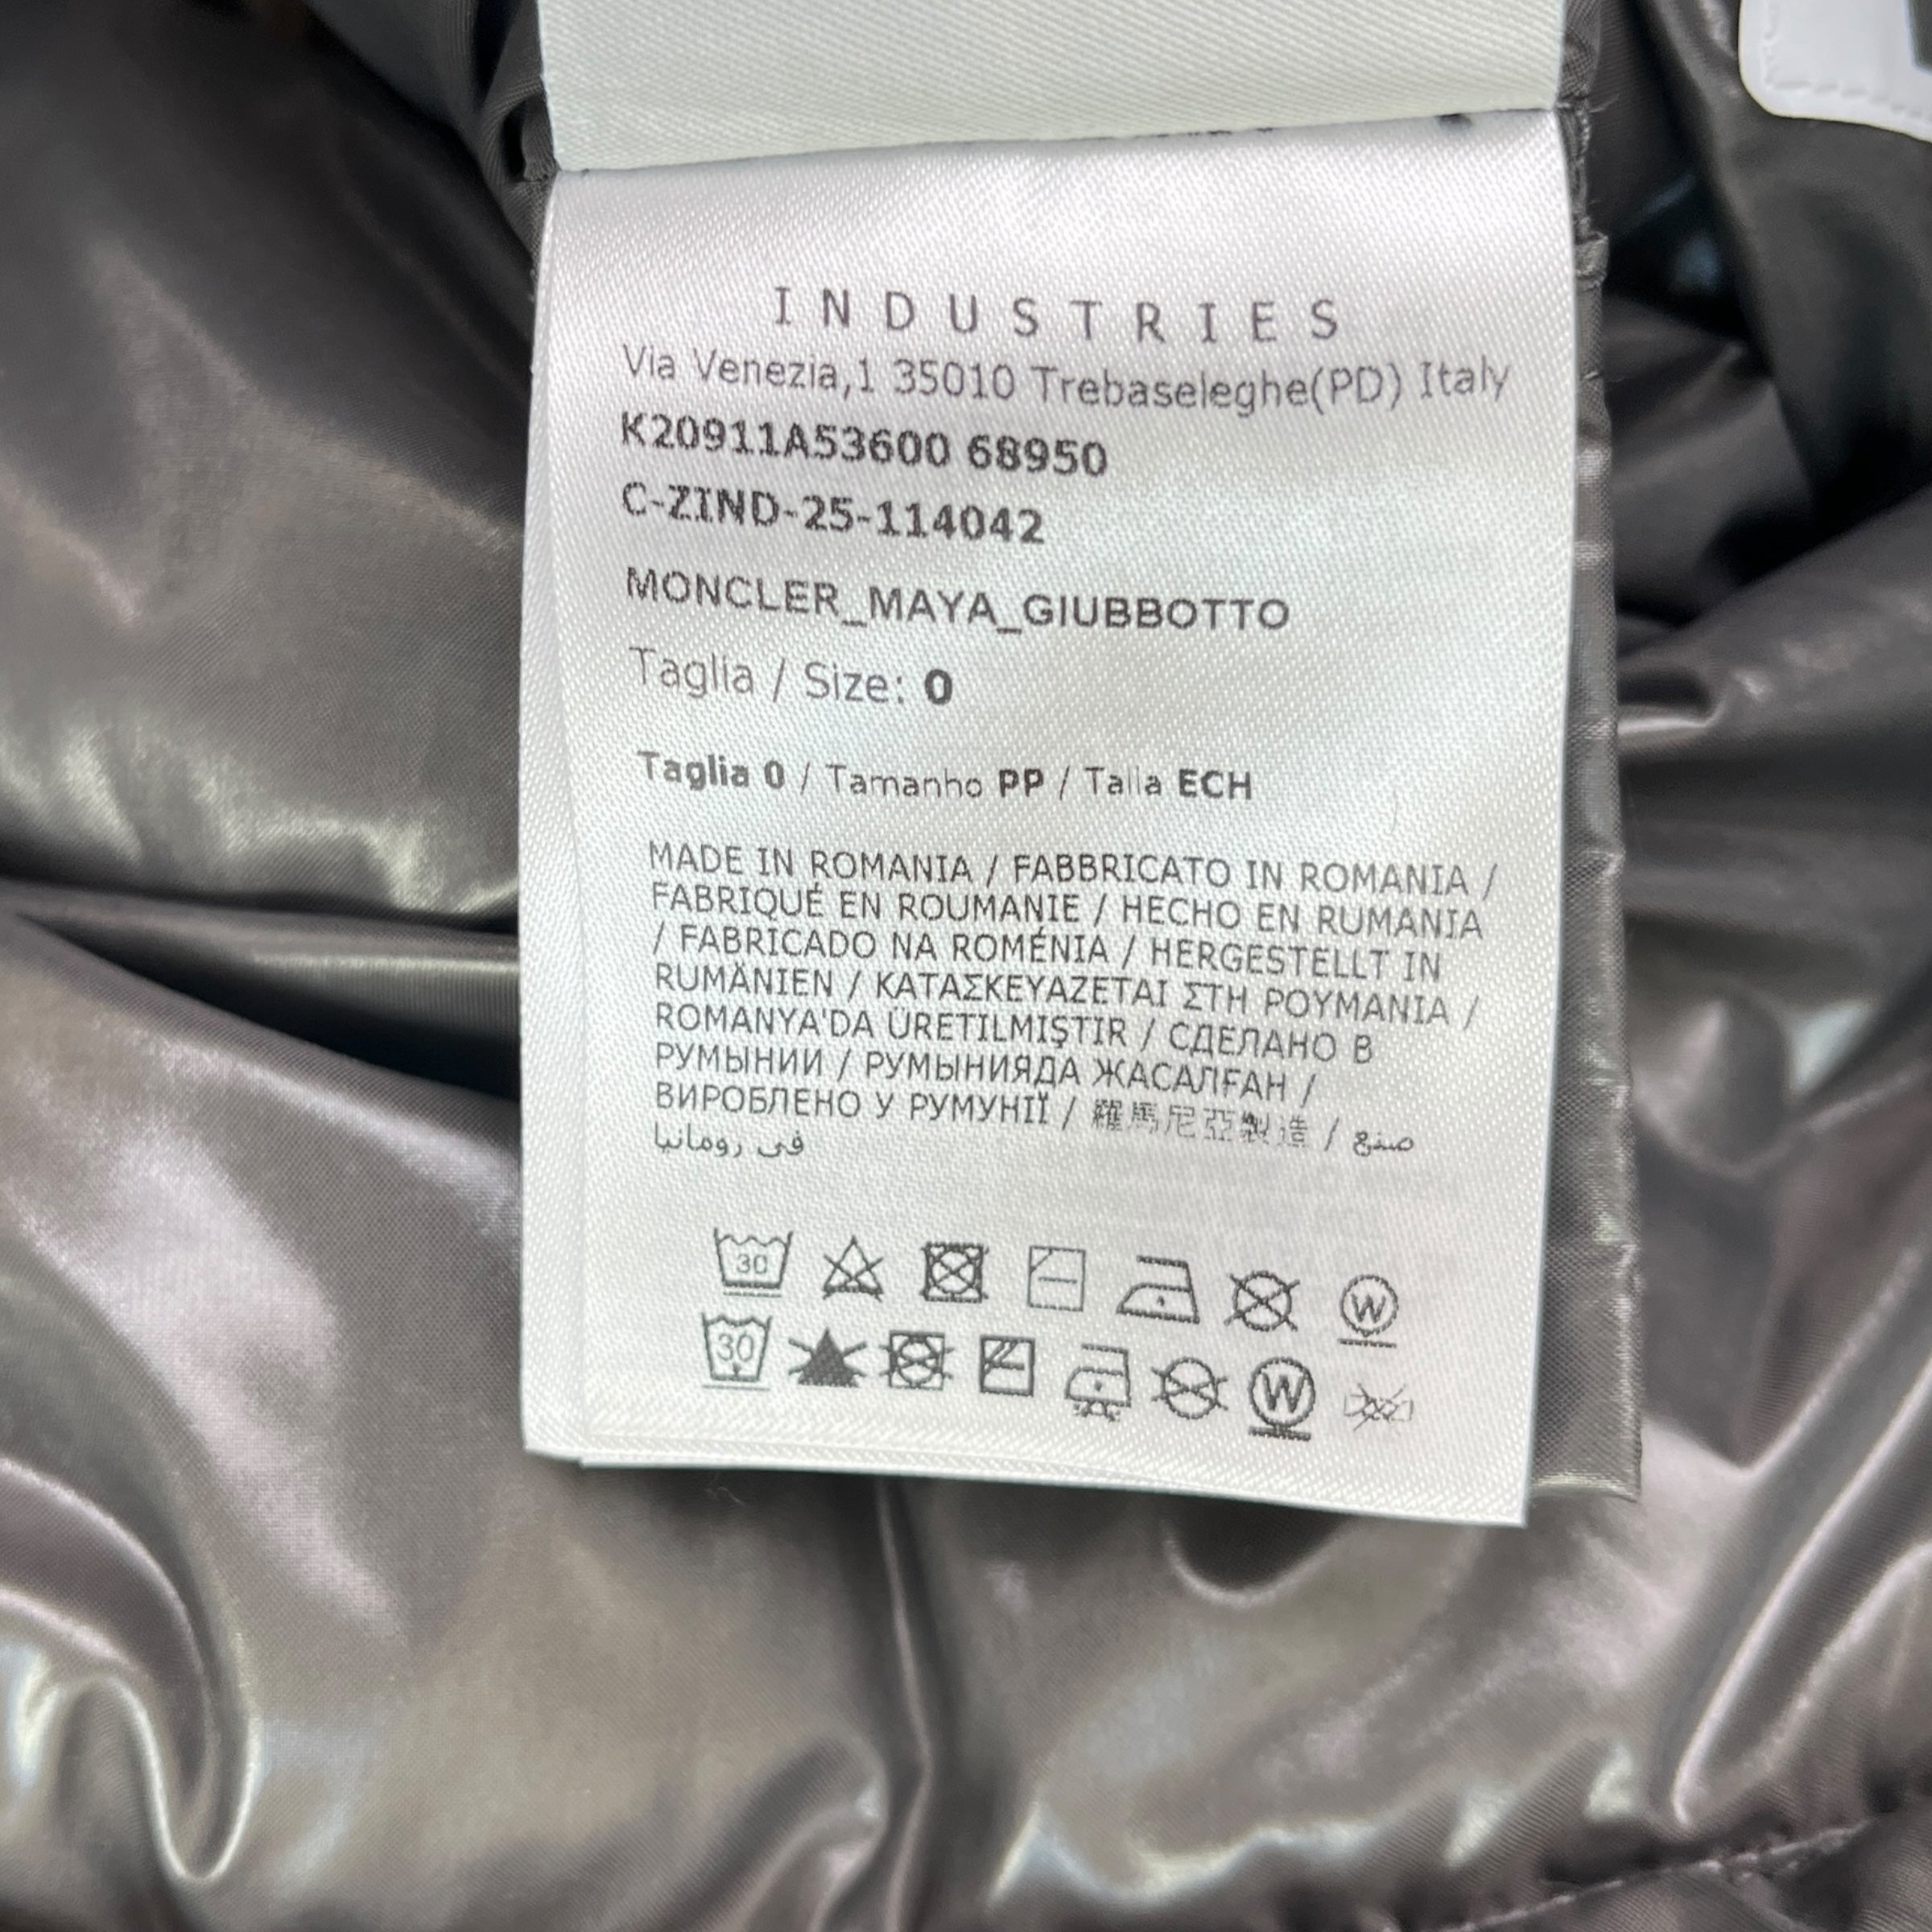 INDUSTRIES
Via Venezia,1 35010 Trebaseleghe(PD) Italy
K20911A53600 68950
C-ZIND-25-114042
MONCLER_MAYA_GIUBBOTTO
Taglia / Size: 0
Taglia 0 / Tamanho PP / Talla ECH
MADE IN ROMANIA / FABBRICATO IN ROMANIA /
FABRIQUÉ EN ROUMANIE / HECHO EN RUMANIA
/ FABRICADO NA ROMÉNIA / HERGESTELLT IN
RUMÄNIEN / ΚΑΤΑΣΚΕΥΑΖΕΤΑΙ ΣΤΗ ΡΟΥΜΑΝΙΑ /
ROMANYA'DA ÜRETILMIŞTIR / СДЕЛАНО В
РУМЫНИИ / РУМЫНИЯДА ЖАСАЛҒАН /
ВИРОБЛЕНО У РУМУНІЇ / 羅馬尼亞製造 / صنع
في رومانيا
30 W
30 W